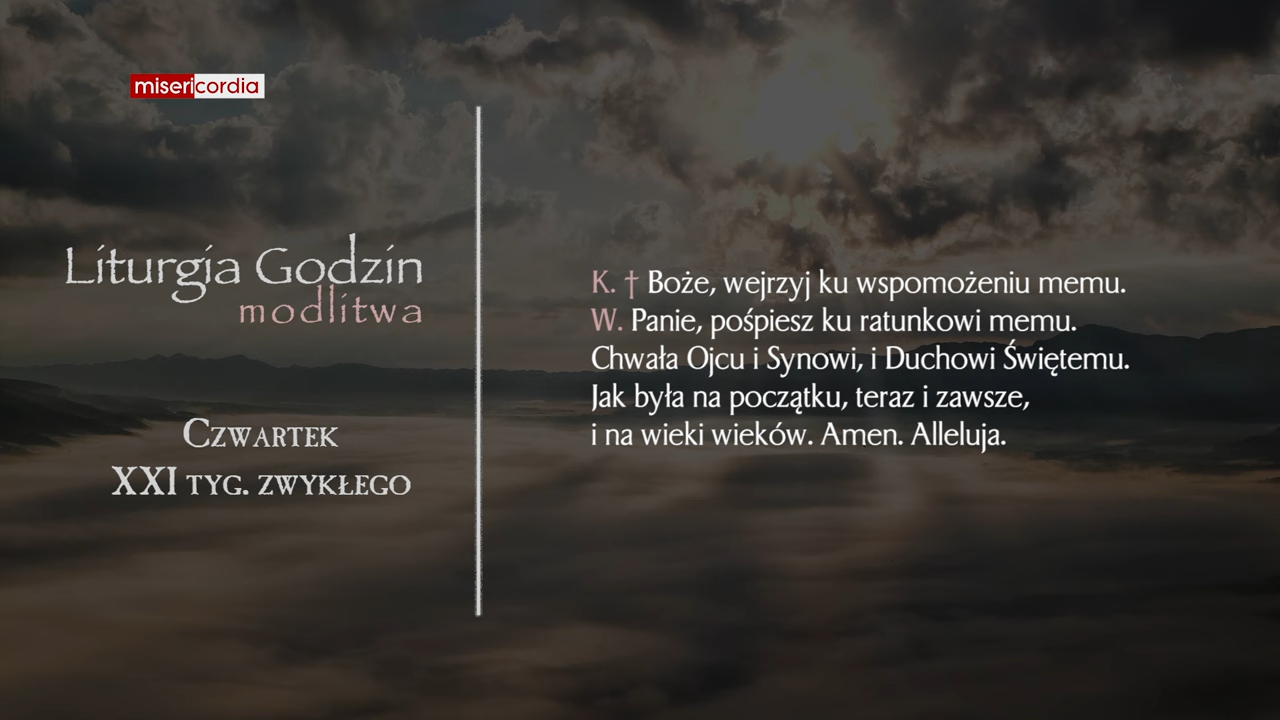 misericordia
Liturgia Godzin
modlitwa
Czwartek
XXI tyg. zwykłego
K. † Boże, wejrzyj ku wspomożeniu memu.
W. Panie, pośpiesz ku ratunkowi memu.
Chwała Ojcu i Synowi, i Duchowi Świętemu.
Jak była na początku, teraz i zawsze,
i na wieki wieków. Amen. Alleluja.